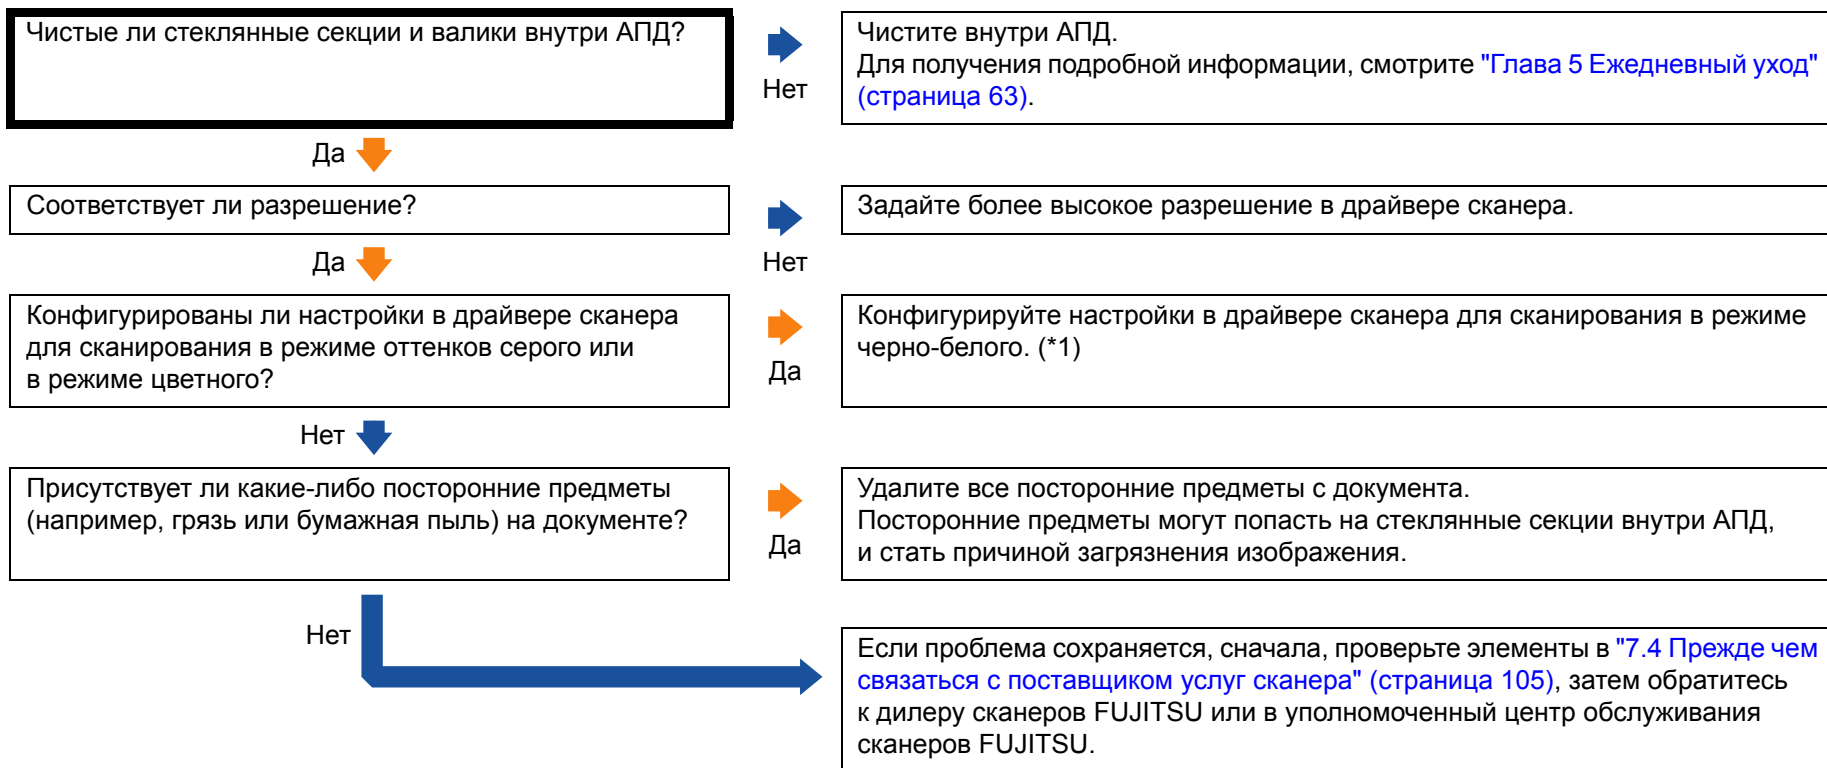 Чистые ли стеклянные секции и валики внутри АПД?
Нет
Чистите внутри АПД.
Для получения подробной информации, смотрите "Глава 5 Ежедневный уход"
(страница 63).
Да
Соответствует ли разрешение?
Нет
Задайте более высокое разрешение в драйвере сканера.
Да
Конфигурированы ли настройки в драйвере сканера
для сканирования в режиме оттенков серого или
в режиме цветного?
Да
Конфигурируйте настройки в драйвере сканера для сканирования в режиме
черно-белого. (*1)
Нет
Присутствует ли какие-либо посторонние предметы
(например, грязь или бумажная пыль) на документе?
Да
Удалите все посторонние предметы с документа.
Посторонние предметы могут попасть на стеклянные секции внутри АПД,
и стать причиной загрязнения изображения.
Нет
Если проблема сохраняется, сначала, проверьте элементы в "7.4 Прежде чем
связаться с поставщиком услуг сканера" (страница 105), затем обратитесь
к дилеру сканеров FUJITSU или в уполномоченный центр обслуживания
сканеров FUJITSU.